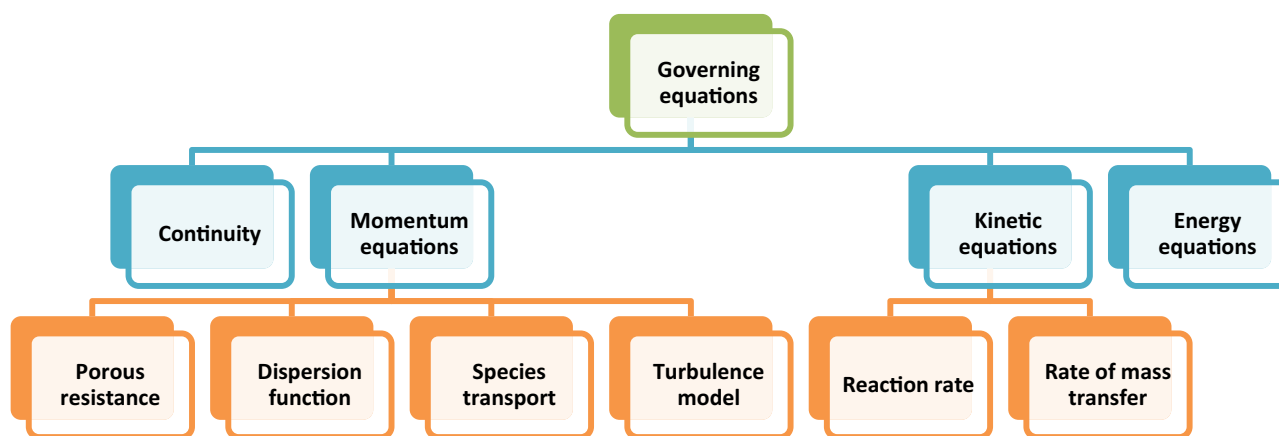 Governing
equations
Continuity
Momentum
equations
Kinetic
equations
Energy
equations
Porous
resistance
Dispersion
function
Species
transport
Turbulence
model
Reaction rate
Rate of mass
transfer